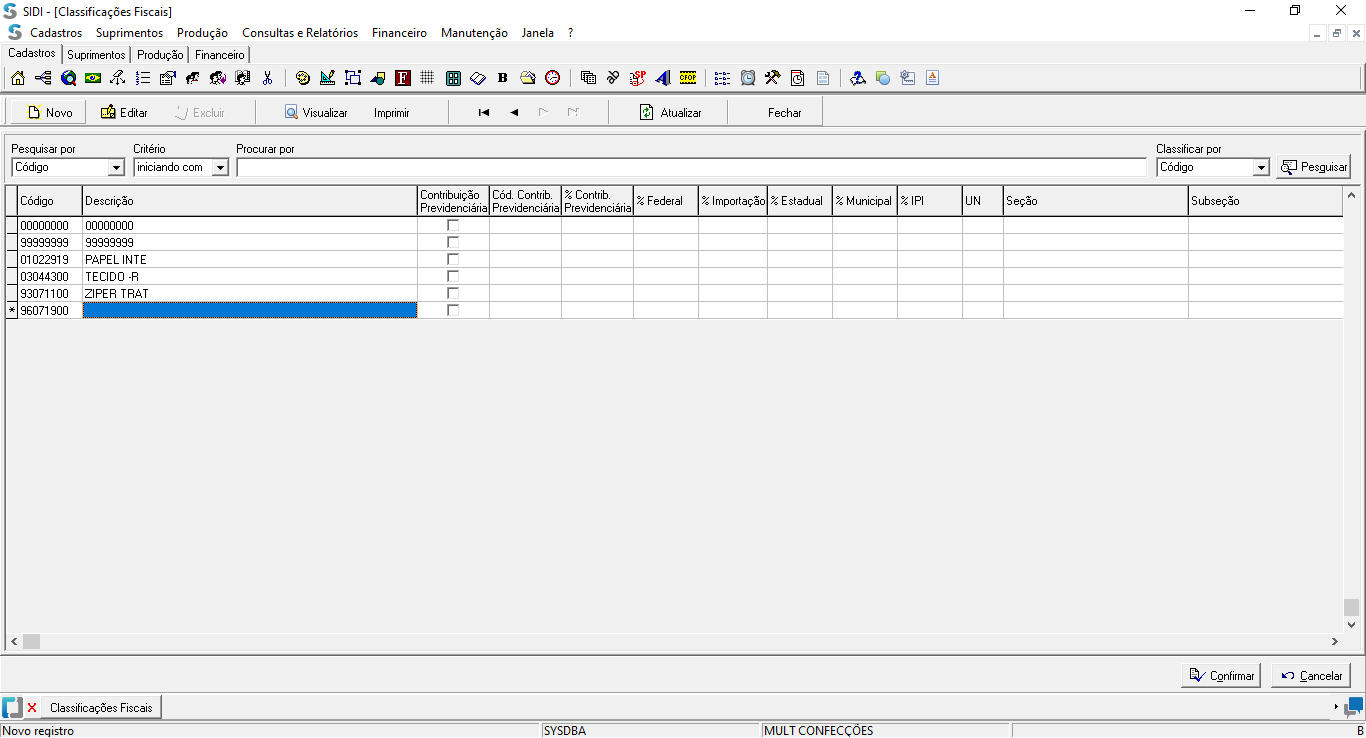 SIDI - [Classificações Fiscais]
Cadastros Suprimentos Produção Consultas e Relatórios Financeiro Manutenção Janela ?
Cadastros Suprimentos Produção Financeiro
F B SP CFOP
Novo Editar Excluir Visualizar Imprimir Atualizar Fechar
Pesquisar por Critério Procurar por Classificar por
Código iniciando com Código Pesquisar
Código Descrição Contribuição Previdenciária Cód. Contrib. Previdenciária % Contrib. Previdenciária % Federal % Importação % Estadual % Municipal % IPI UN Seção Subseção
00000000 00000000
99999999 99999999
01022919 PAPEL INTE
03044300 TECIDO -R
93071100 ZIPER TRAT
* 96071900
Confirmar Cancelar
Classificações Fiscais
Novo registro SYSDBA MULT CONFECÇÕES B